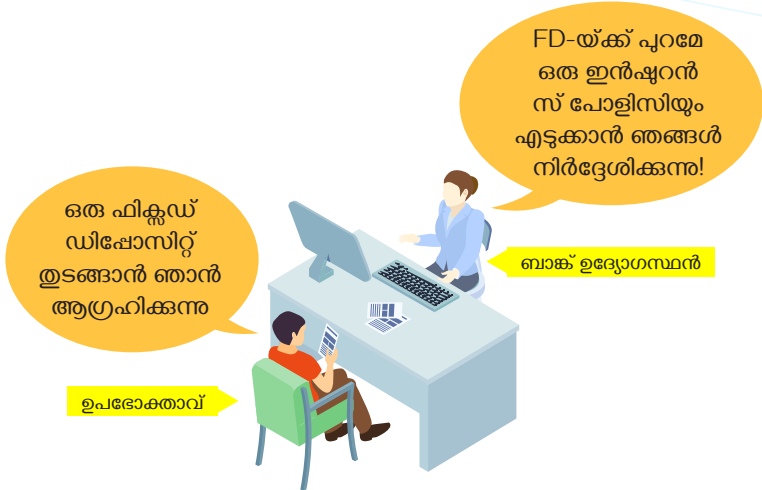 FD-യ്ക്ക് പുറമേ
ഒരു ഇൻഷുറൻ
സ് പോളിസിയും
എടുക്കാൻ ഞങ്ങൾ
നിർദ്ദേശിക്കുന്നു!
ഒരു ഫിക്സഡ്
ഡിപ്പോസിറ്റ്
തുടങ്ങാൻ ഞാൻ
ആഗ്രഹിക്കുന്നു
ബാങ്ക് ഉദ്യോഗസ്ഥൻ
ഉപഭോക്താവ്